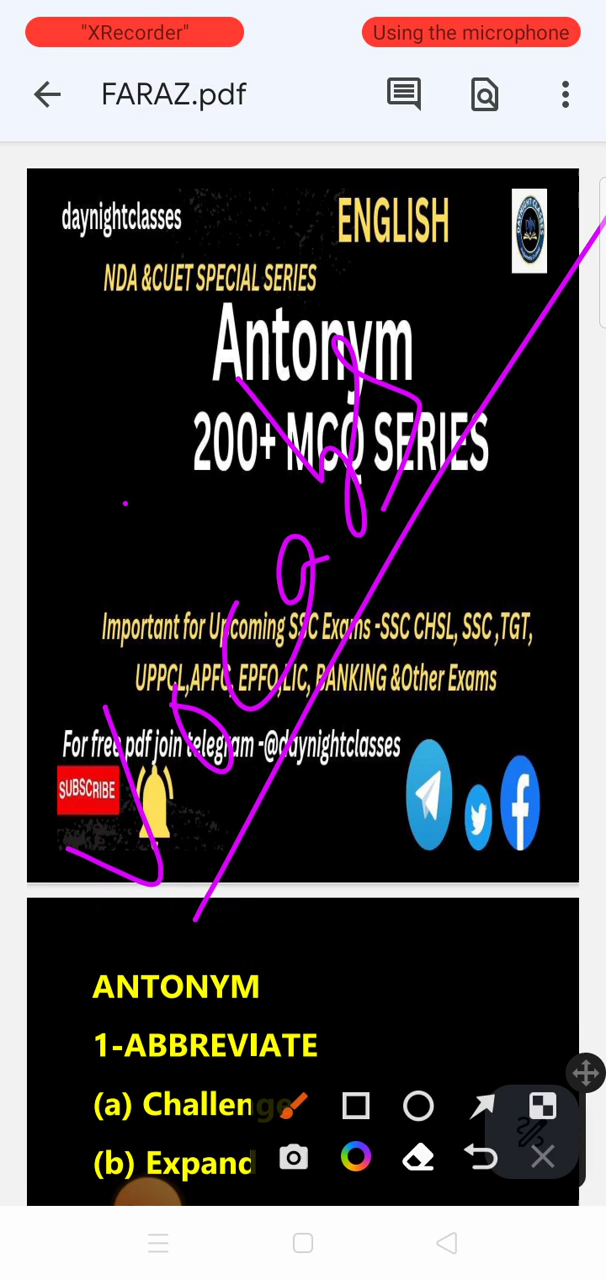 "XRecorder" Using the microphone
FARAZ.pdf
daynightclasses ENGLISH
NDA &CUET SPECIAL SERIES
Antonym
200+ MCQ SERIES
Important for Upcoming SSC Exams -SSC CHSL, SSC ,TGT,
UPPCL,APFC, EPFO,LIC, BANKING &Other Exams
For free pdf join telegram -@daynightclasses
SUBSCRIBE
ANTONYM
1-ABBREVIATE
(a) Challenge
(b) Expand